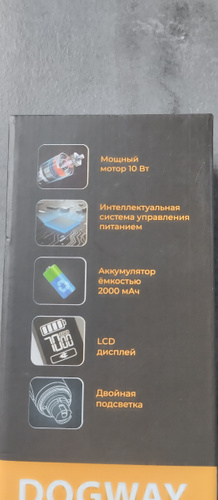 Мощный
мотор 10 Вт
Интеллектуальная
система управления
питанием
Аккумулятор
ёмкостью
2000 мАч
LCD
дисплей
Двойная
подсветка
DOGWAY